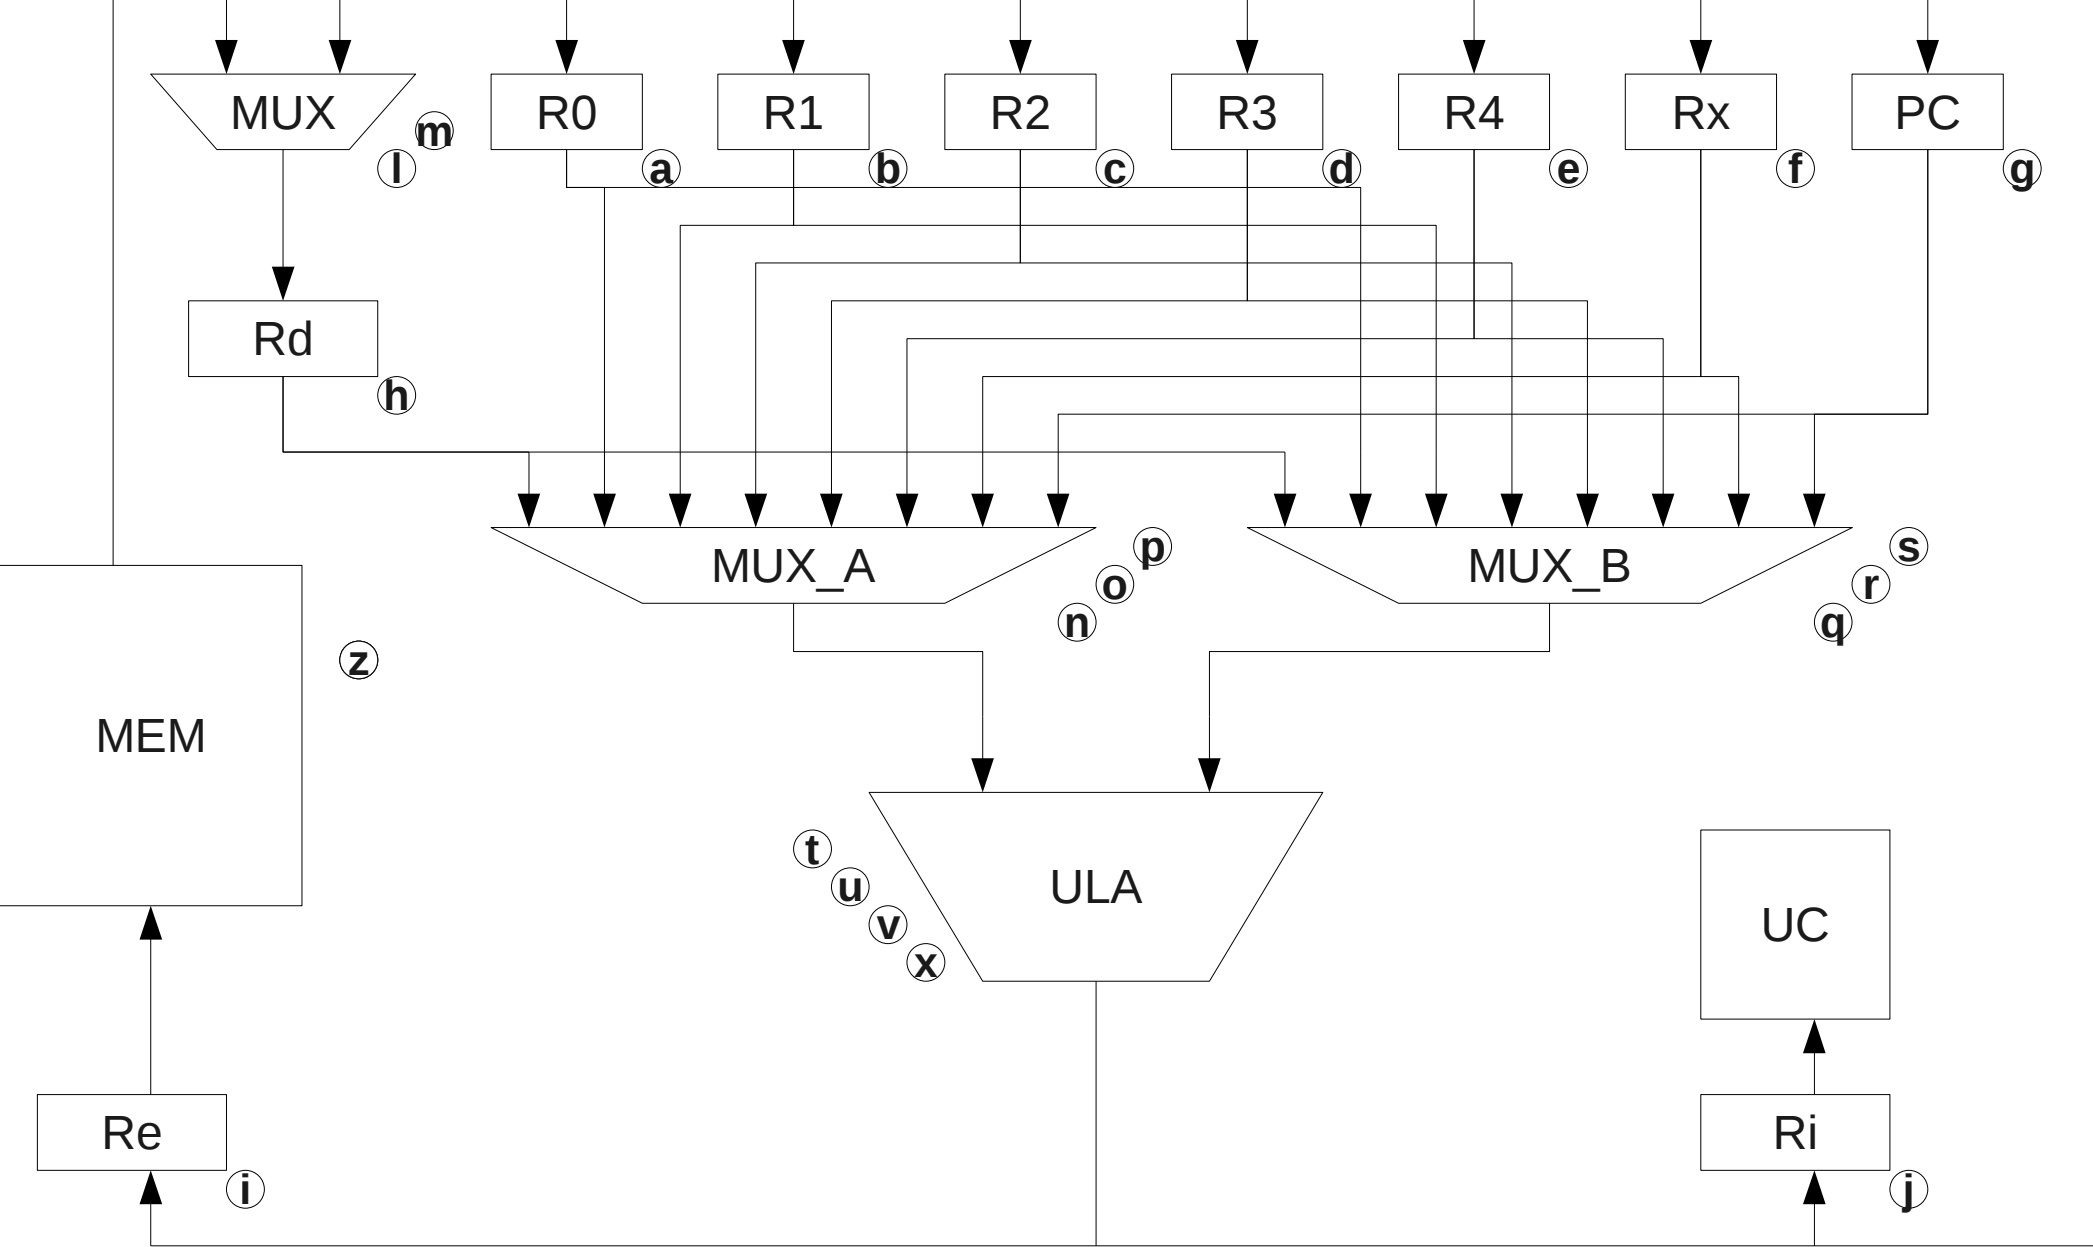 MUX R0 R1 R2 R3 R4 Rx PC
m
l a b c d e f g
Rd
h
MUX_A p MUX_B s
o r
n q
z
MEM
t
u ULA
v UC
x
Re Ri
i j